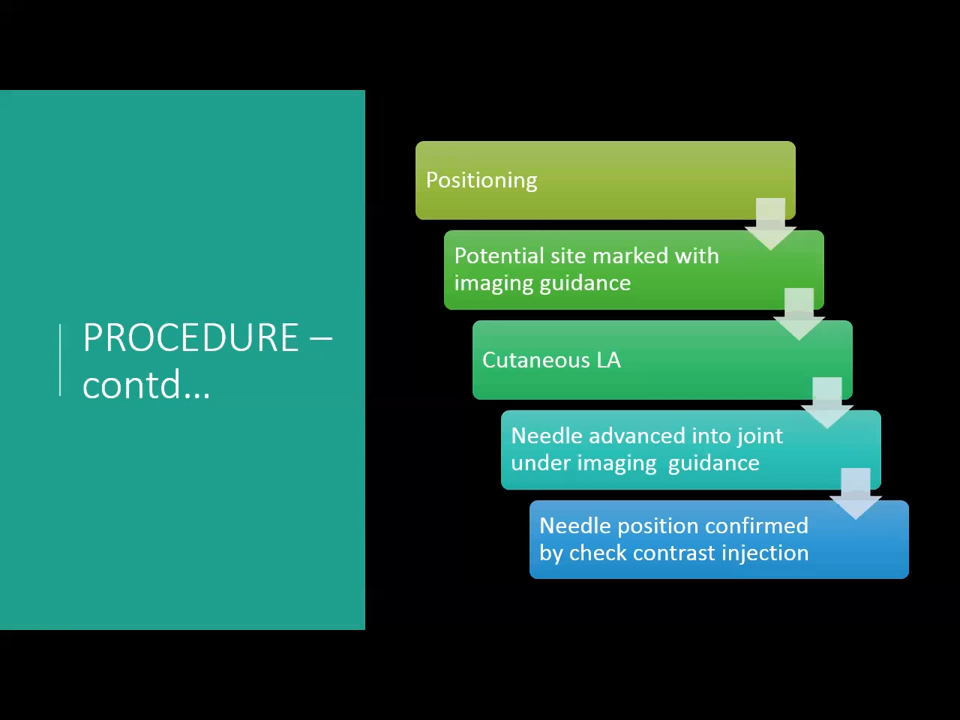 PROCEDURE –
contd...
Positioning
Potential site marked with
imaging guidance
Cutaneous LA
Needle advanced into joint
under imaging guidance
Needle position confirmed
by check contrast injection